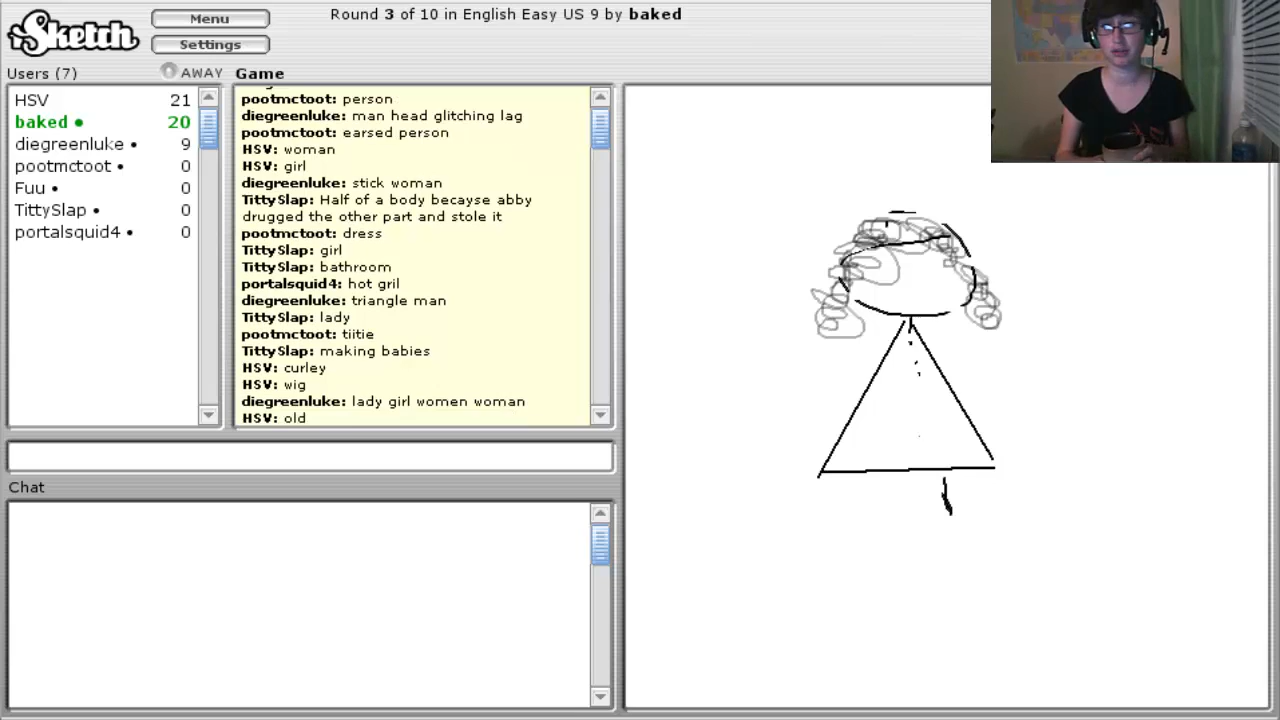 iSketch
Menu
Settings
Round 3 of 10 in English Easy US 9 by baked
Users (7)
AWAY
Game
HSV 21
baked • 20
diegreenluke • 9
pootmctoot • 0
Fuu • 0
TittySlap • 0
portalsquid4 • 0
pootmctoot: person
diegreenluke: man head glitching lag
pootmctoot: earsed person
HSV: woman
HSV: girl
diegreenluke: stick woman
TittySlap: Half of a body becayse abby
drugged the other part and stole it
pootmctoot: dress
TittySlap: girl
TittySlap: bathroom
portalsquid4: hot gril
diegreenluke: triangle man
TittySlap: lady
pootmctoot: tiitie
TittySlap: making babies
HSV: curley
HSV: wig
diegreenluke: lady girl women woman
HSV: old
Chat